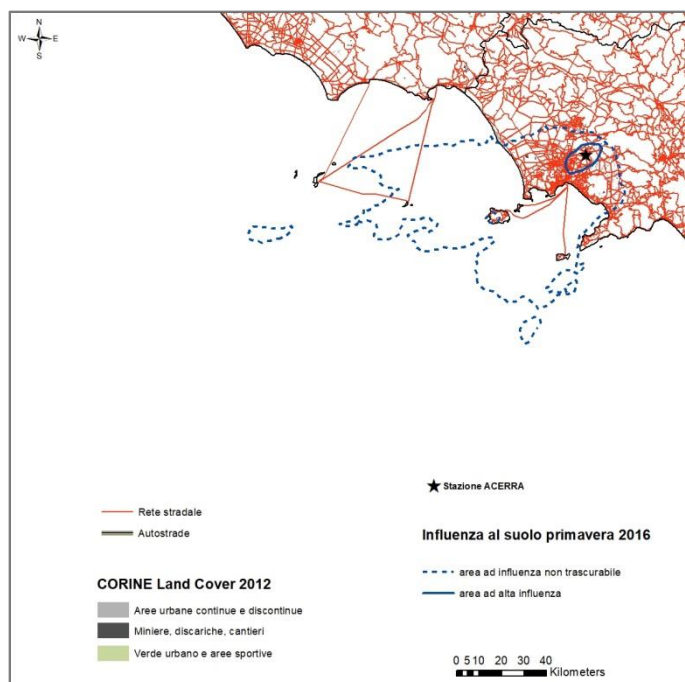 N
W E
S
Stazione ACERRA
Rete stradale
Autostrade
Influenza al suolo primavera 2016
area ad influenza non trascurabile
area ad alta influenza
CORINE Land Cover 2012
Aree urbane continue e discontinue
Miniere, discariche, cantieri
Verde urbano e aree sportive
0 5 10 20 30 40
Kilometers